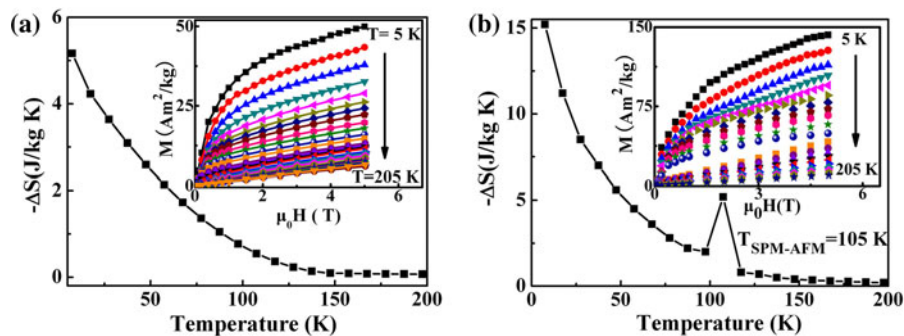 (a)
6
4
2
0
-ΔS(J/kg K)
50
25
0
M (Am²/kg)
T= 5 K
T=205 K
0 2 4 6
μ₀H ( T)
50 100 150 200
Temperature (K)
(b)
15
10
5
0
-ΔS(J/kg K)
150
75
0
M (Am²/kg)
5 K
205 K
0 3 6
μ₀H(T)
T_SPM-AFM=105 K
0 50 100 150 200
Temperature (K)